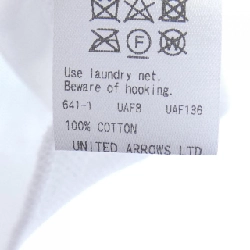 Use laundry net.
Beware of hooking.
641-1 UAF8 UAF136
100% COTTON
UNITED ARROWS LTD